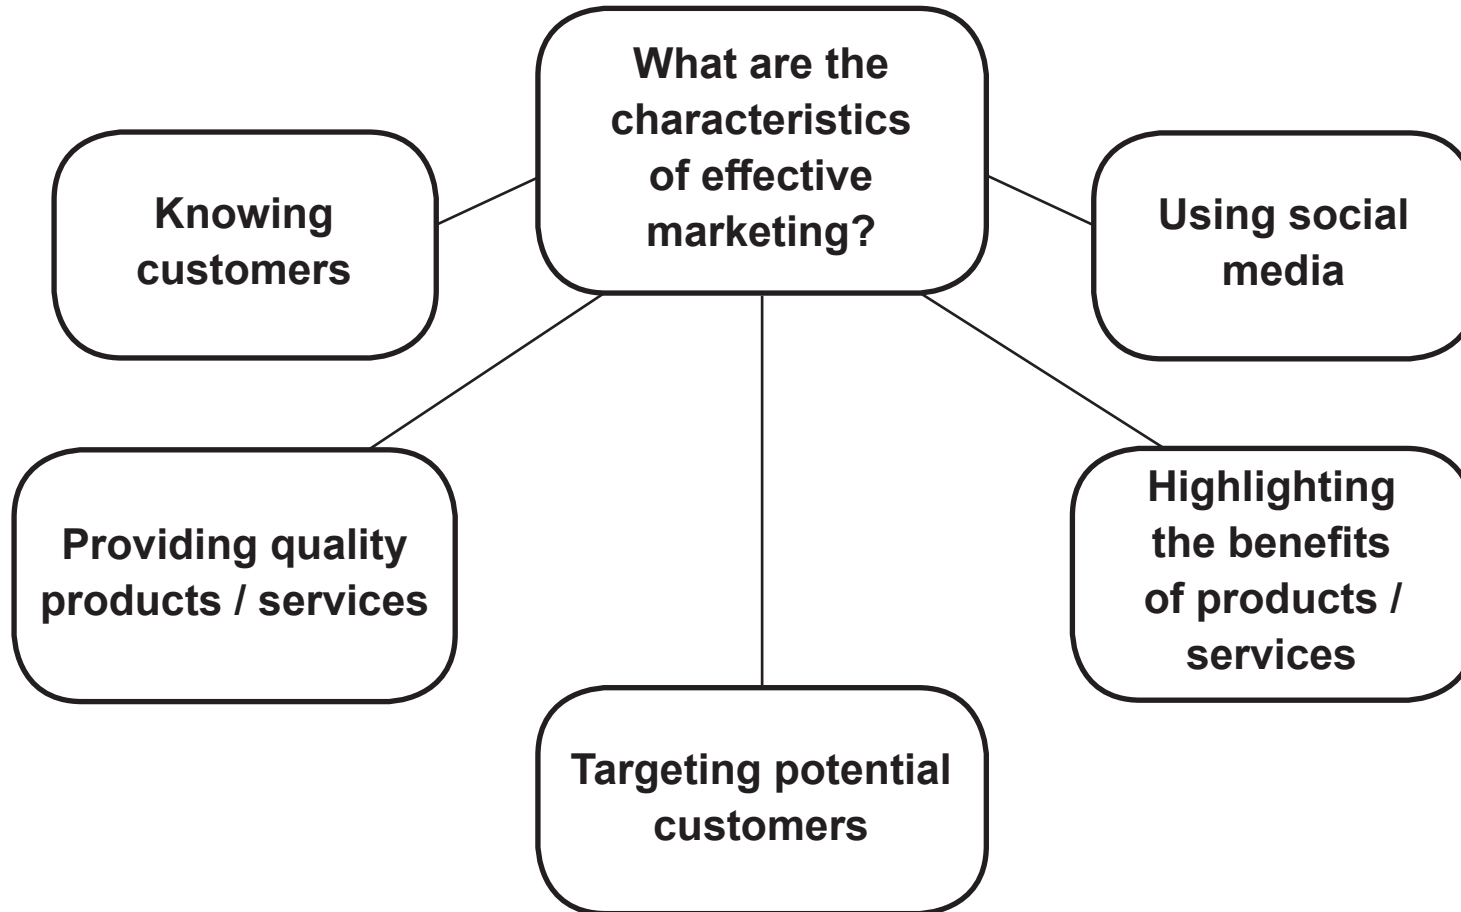 What are the
characteristics
of effective
marketing?
Knowing
customers
Using social
media
Providing quality
products / services
Highlighting
the benefits
of products /
services
Targeting potential
customers